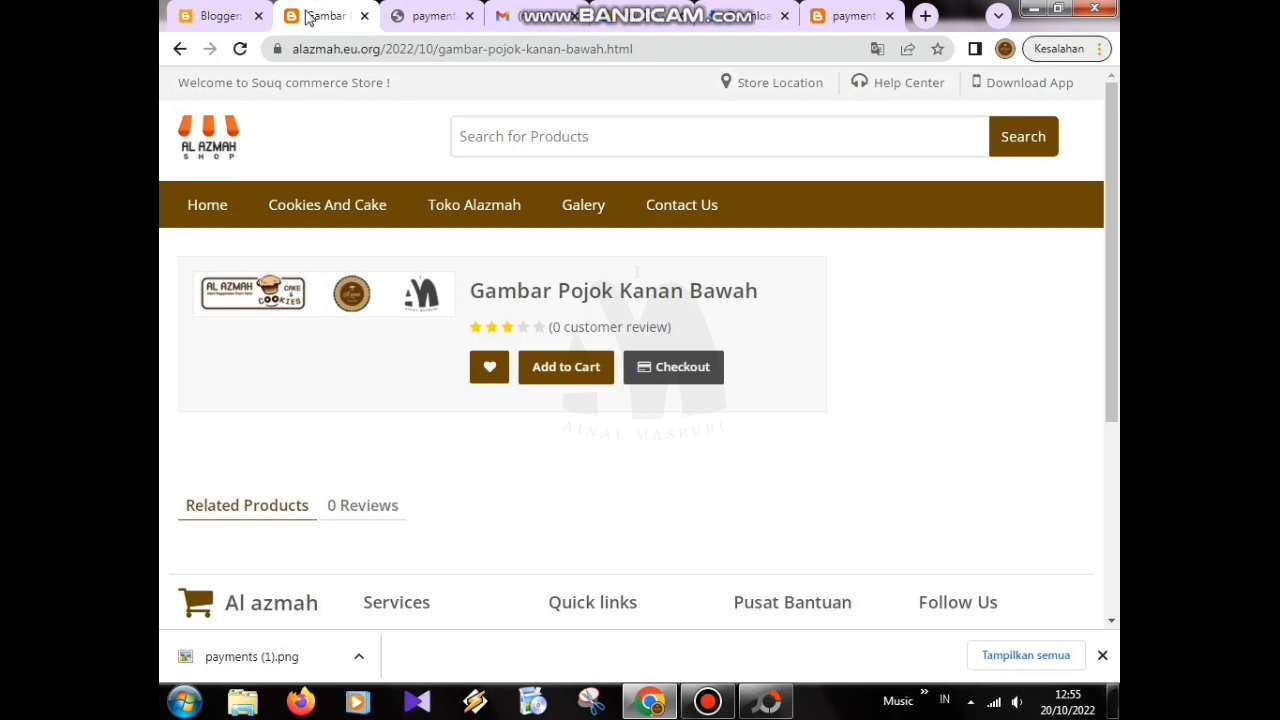 Blogger:
Gambar
payment
www.BANDICAM.com
payment
alazmah.eu.org/2022/10/gambar-pojok-kanan-bawah.html
Kesalahan
Welcome to Souq commerce Store !
Store Location
Help Center
Download App
AL AZMAH
SHOP
Search for Products
Search
Home
Cookies And Cake
Toko Alazmah
Galery
Contact Us
AL AZMAH
CAKE
&
COOKIES
Gambar Pojok Kanan Bawah
(0 customer review)
Add to Cart
Checkout
AINAL MASRURI
Related Products
0 Reviews
Al azmah
Services
Quick links
Pusat Bantuan
Follow Us
payments (1).png
Tampilkan semua
Music
IN
12:55
20/10/2022